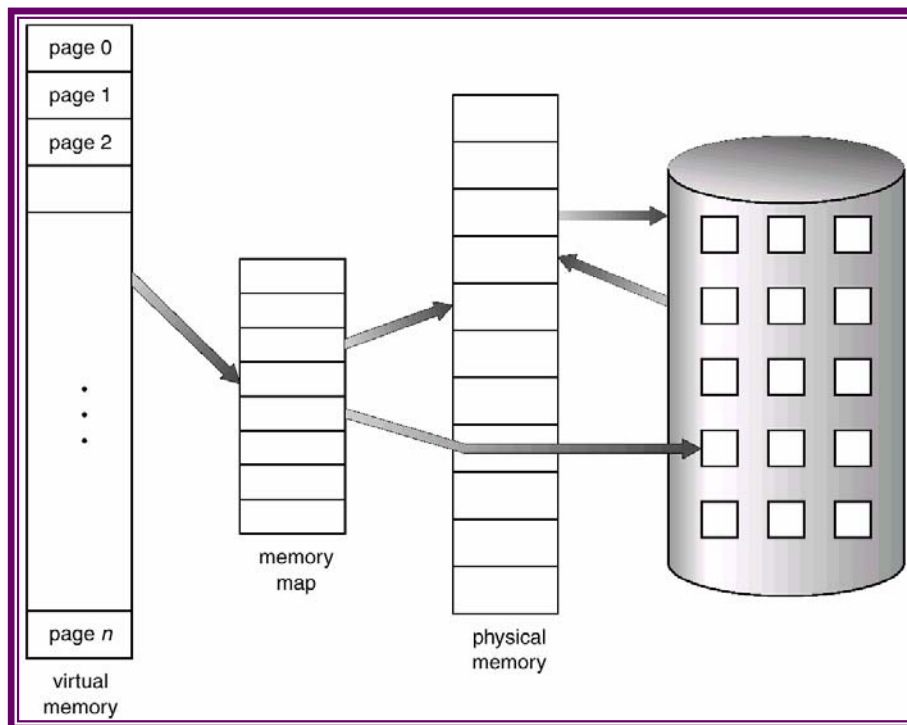 page 0
page 1
page 2
page n
virtual
memory
memory
map
physical
memory